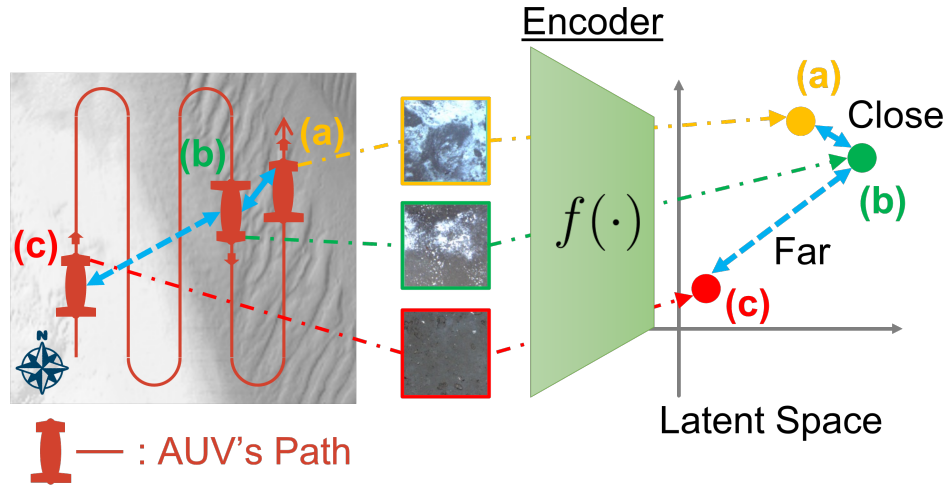 Encoder
(a)
(b)
(c)
N
f(·)
(a)
Close
(b)
Far
(c)
Latent Space
: AUV's Path